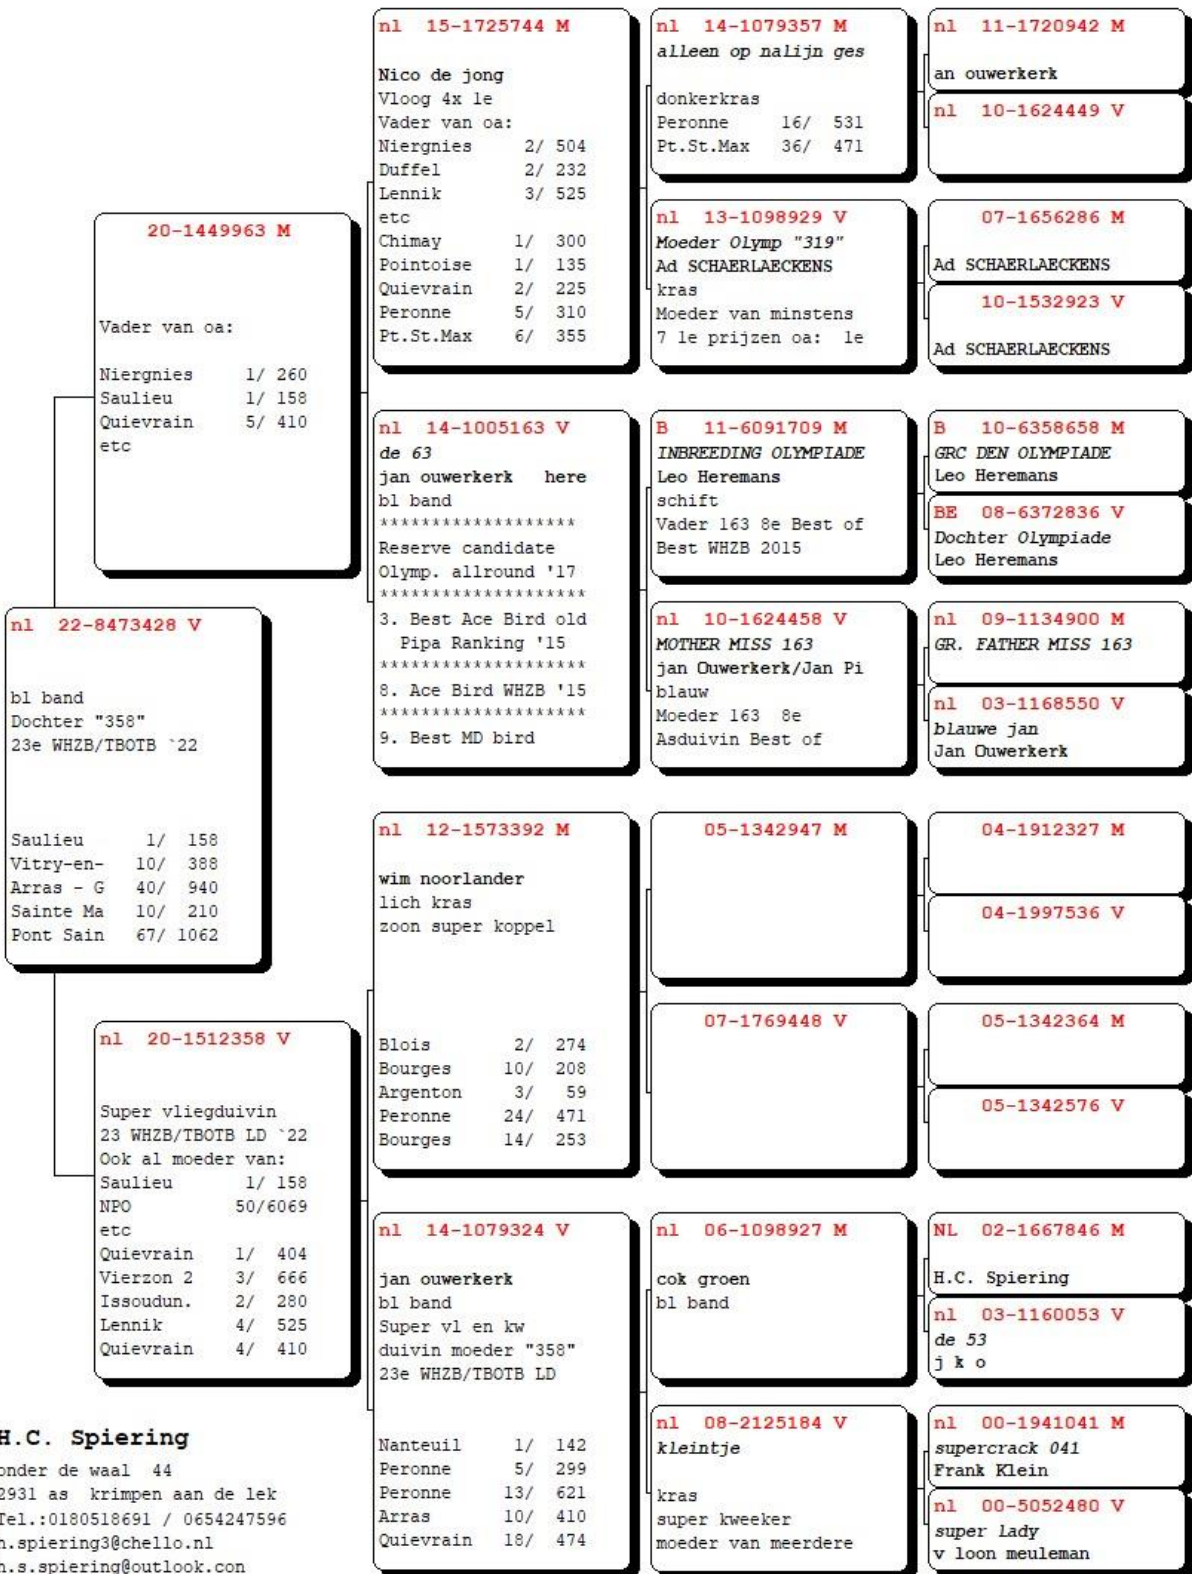 nl 22-8473428 V
bl band
Dochter "358"
23e WHZB/TBOTB `22
Saulieu 1/ 158
Vitry-en- 10/ 388
Arras - G 40/ 940
Sainte Ma 10/ 210
Pont Sain 67/ 1062
20-1449963 M
Vader van oa:
Niergnies 1/ 260
Saulieu 1/ 158
Quievrain 5/ 410
etc
nl 20-1512358 V
Super vliegduivin
23 WHZB/TBOTB LD `22
Ook al moeder van:
Saulieu 1/ 158
NPO 50/6069
etc
Quievrain 1/ 404
Vierzon 2 3/ 666
Issoudun. 2/ 280
Lennik 4/ 525
Quievrain 4/ 410
nl 15-1725744 M
Nico de jong
Vloog 4x 1e
Vader van oa:
Niergnies 2/ 504
Duffel 2/ 232
Lennik 3/ 525
etc
Chimay 1/ 300
Pointoise 1/ 135
Quievrain 2/ 225
Peronne 5/ 310
Pt.St.Max 6/ 355
nl 14-1005163 V
de 63
jan ouwerkerk here
bl band
*******************
Reserve candidate
Olymp. allround '17
********************
3. Best Ace Bird old
Pipa Ranking '15
********************
8. Ace Bird WHZB '15
********************
9. Best MD bird
nl 12-1573392 M
wim noorlander
lich kras
zoon super koppel
Blois 2/ 274
Bourges 10/ 208
Argenton 3/ 59
Peronne 24/ 471
Bourges 14/ 253
nl 14-1079324 V
jan ouwerkerk
bl band
Super vl en kw
duivin moeder "358"
23e WHZB/TBOTB LD
Nanteuil 1/ 142
Peronne 5/ 299
Peronne 13/ 621
Arras 10/ 410
Quievrain 18/ 474
nl 14-1079357 M
alleen op nalijn ges
donkerkras
Peronne 16/ 531
Pt.St.Max 36/ 471
nl 13-1098929 V
Moeder Olymp "319"
Ad SCHAERLAECKENS
kras
Moeder van minstens
7 1e prijzen oa: 1e
B 11-6091709 M
INBREEDING OLYMPIADE
Leo Heremans
schift
Vader 163 8e Best of
Best WHZB 2015
nl 10-1624458 V
MOTHER MISS 163
jan Ouwerkerk/Jan Pi
blauw
Moeder 163 8e
Asduivin Best of
05-1342947 M
07-1769448 V
nl 06-1098927 M
cok groen
bl band
nl 08-2125184 V
kleintje
kras
super kweeker
moeder van meerdere
nl 11-1720942 M
an ouwerkerk
nl 10-1624449 V
07-1656286 M
Ad SCHAERLAECKENS
10-1532923 V
Ad SCHAERLAECKENS
B 10-6358658 M
GRC DEN OLYMPIADE
Leo Heremans
BE 08-6372836 V
Dochter Olympiade
Leo Heremans
nl 09-1134900 M
GR. FATHER MISS 163
nl 03-1168550 V
blauwe jan
Jan Ouwerkerk
04-1912327 M
04-1997536 V
05-1342364 M
05-1342576 V
NL 02-1667846 M
H.C. Spiering
nl 03-1160053 V
de 53
j k o
nl 00-1941041 M
supercrack 041
Frank Klein
nl 00-5052480 V
super Lady
v loon meuleman
H.C. Spiering
onder de waal 44
2931 as krimpen aan de lek
Tel.:0180518691 / 0654247596
h.spiering3@chello.nl
h.s.spiering@outlook.con